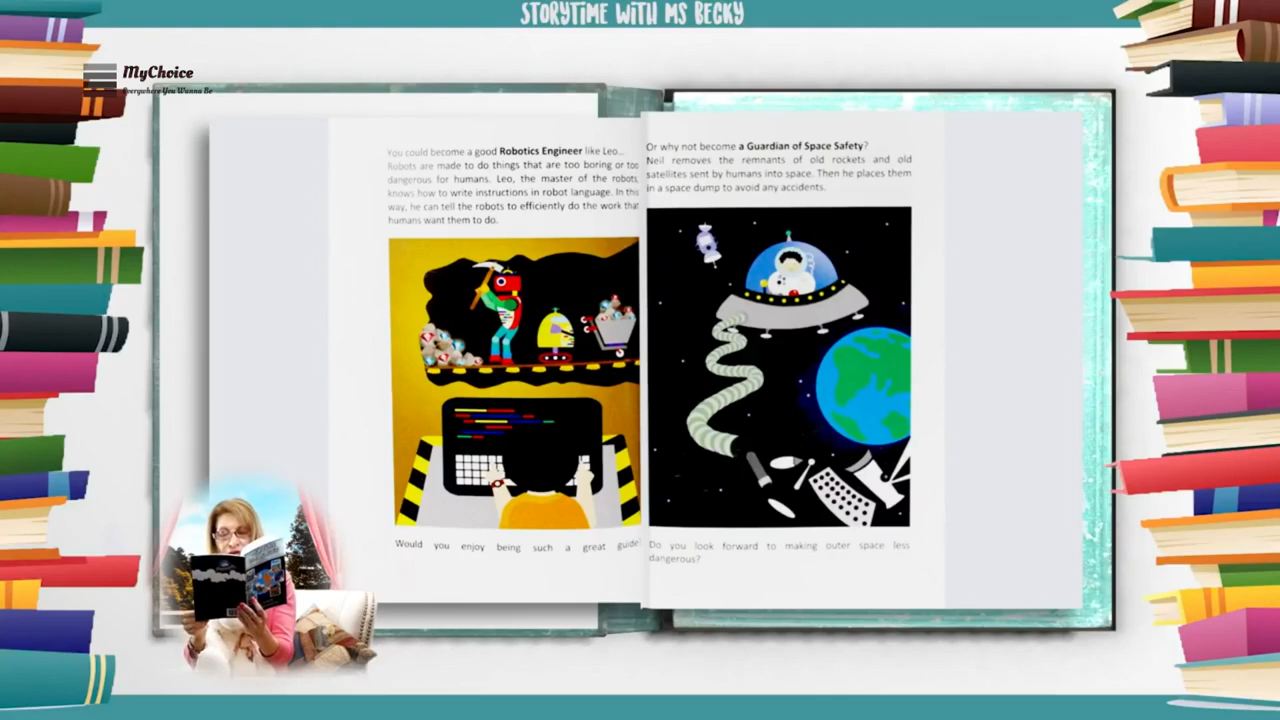 STORYTIME WITH MS BECKY
MyChoice
Everywhere You Wanna Be
You could become a good Robotics Engineer like Leo...
Robots are made to do things that are too boring or too
dangerous for humans. Leo, the master of the robots,
knows how to write instructions in robot language. In this
way, he can tell the robots to efficiently do the work that
humans want them to do.
Would you enjoy being such a great guide
Or why not become a Guardian of Space Safety?
Neil removes the remnants of old rockets and old
satellites sent by humans into space. Then he places them
in a space dump to avoid any accidents.
Do you look forward to making outer space less
dangerous?